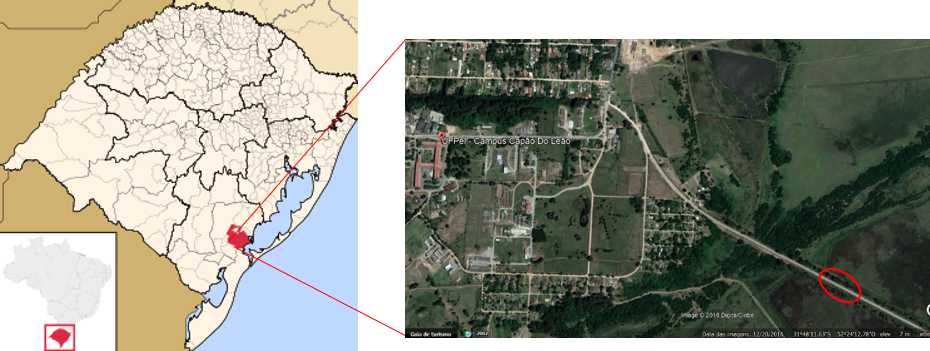 UFPel - Campus Capão Do Leão
Image © 2018 DigitalGlobe
Guia de turismo
2002
Data das imagens: 12/20/2016 31°48'11.63"S 52°24'12.78"O elev 7 m